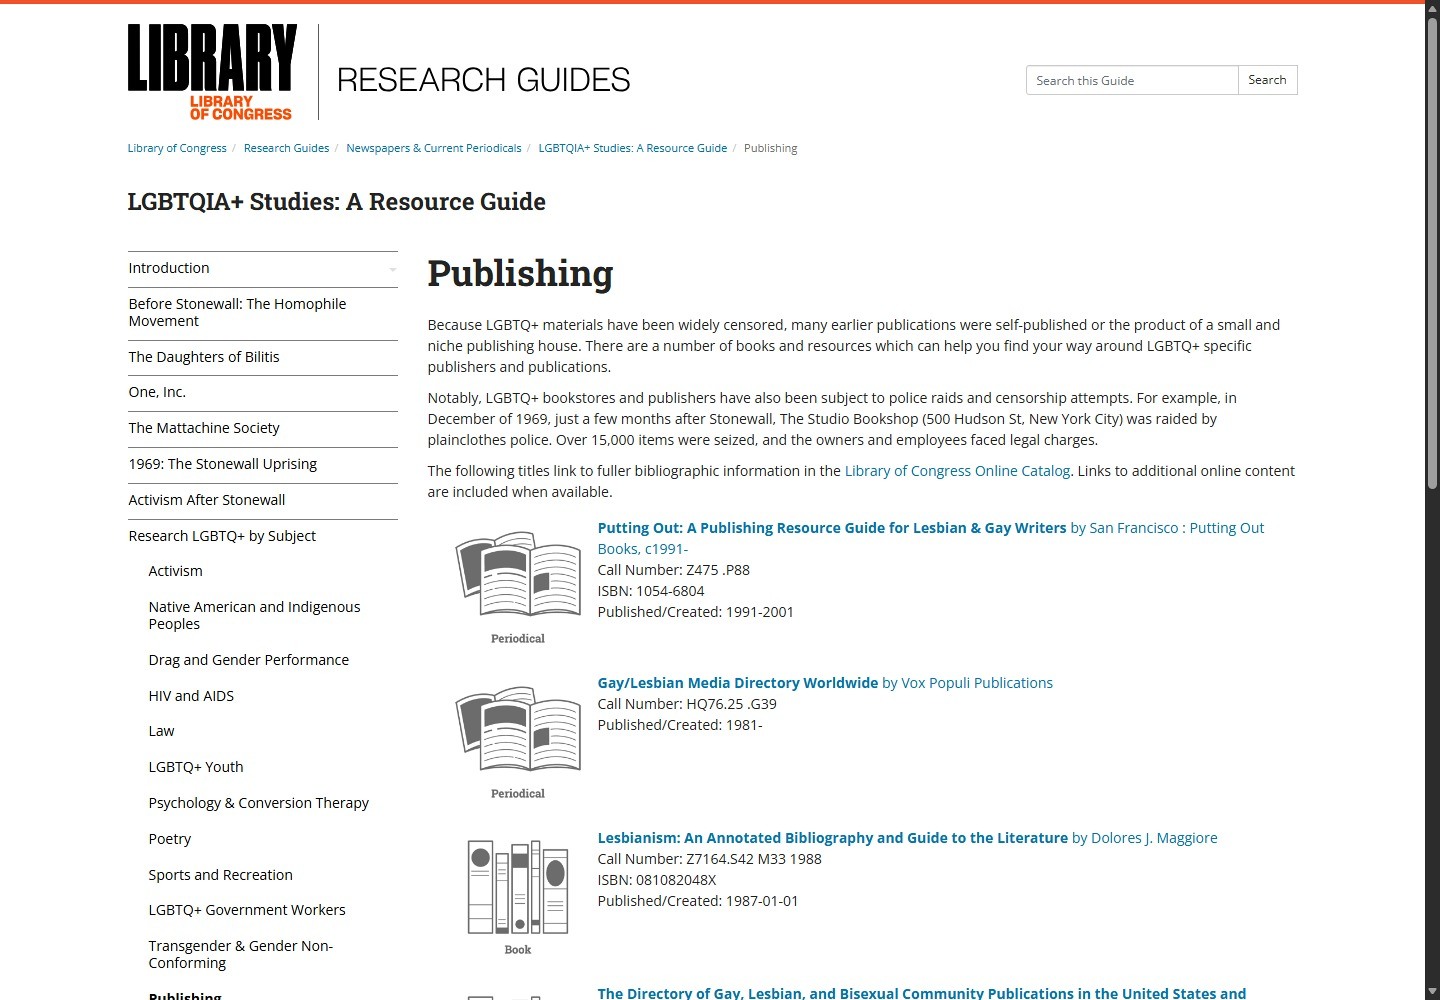 LIBRARY
LIBRARY
OF CONGRESS
RESEARCH GUIDES
Search this Guide
Search
Library of Congress / Research Guides / Newspapers & Current Periodicals / LGBTQIA+ Studies: A Resource Guide / Publishing
LGBTQIA+ Studies: A Resource Guide
Introduction
Before Stonewall: The Homophile
Movement
The Daughters of Bilitis
One, Inc.
The Mattachine Society
1969: The Stonewall Uprising
Activism After Stonewall
Research LGBTQ+ by Subject
Activism
Native American and Indigenous
Peoples
Drag and Gender Performance
HIV and AIDS
Law
LGBTQ+ Youth
Psychology & Conversion Therapy
Poetry
Sports and Recreation
LGBTQ+ Government Workers
Transgender & Gender Non-
Conforming
Publishing
Publishing
Because LGBTQ+ materials have been widely censored, many earlier publications were self-published or the product of a small and
niche publishing house. There are a number of books and resources which can help you find your way around LGBTQ+ specific
publishers and publications.
Notably, LGBTQ+ bookstores and publishers have also been subject to police raids and censorship attempts. For example, in
December of 1969, just a few months after Stonewall, The Studio Bookshop (500 Hudson St, New York City) was raided by
plainclothes police. Over 15,000 items were seized, and the owners and employees faced legal charges.
The following titles link to fuller bibliographic information in the Library of Congress Online Catalog. Links to additional online content
are included when available.
Periodical
Putting Out: A Publishing Resource Guide for Lesbian & Gay Writers by San Francisco : Putting Out
Books, c1991-
Call Number: Z475 .P88
ISBN: 1054-6804
Published/Created: 1991-2001
Periodical
Gay/Lesbian Media Directory Worldwide by Vox Populi Publications
Call Number: HQ76.25 .G39
Published/Created: 1981-
Book
Lesbianism: An Annotated Bibliography and Guide to the Literature by Dolores J. Maggiore
Call Number: Z7164.S42 M33 1988
ISBN: 081082048X
Published/Created: 1987-01-01
The Directory of Gay, Lesbian, and Bisexual Community Publications in the United States and